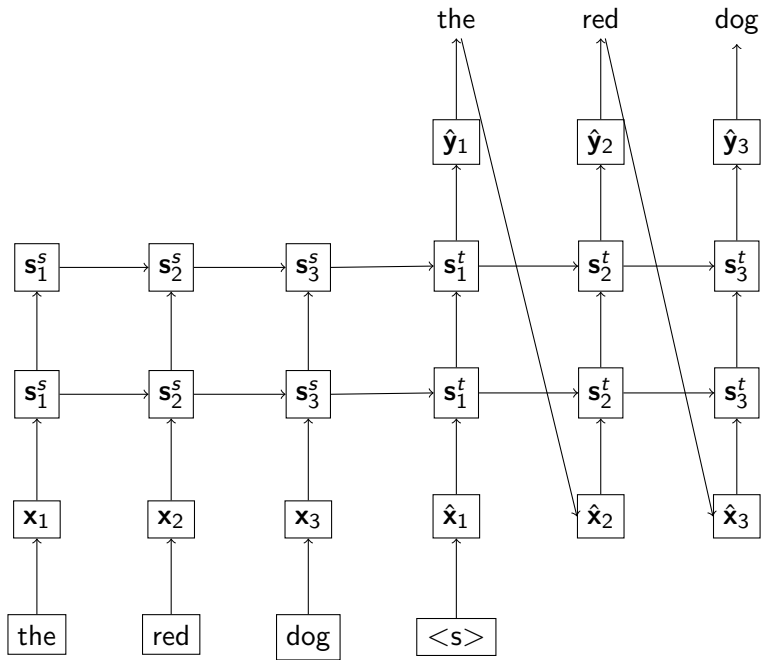 the red dog
ŷ₁ ŷ₂ ŷ₃
s₁ˢ s₂ˢ s₃ˢ s₁ᵗ s₂ᵗ s₃ᵗ
s₁ˢ s₂ˢ s₃ˢ s₁ᵗ s₂ᵗ s₃ᵗ
x₁ x₂ x₃ x̂₁ x̂₂ x̂₃
the red dog <s>